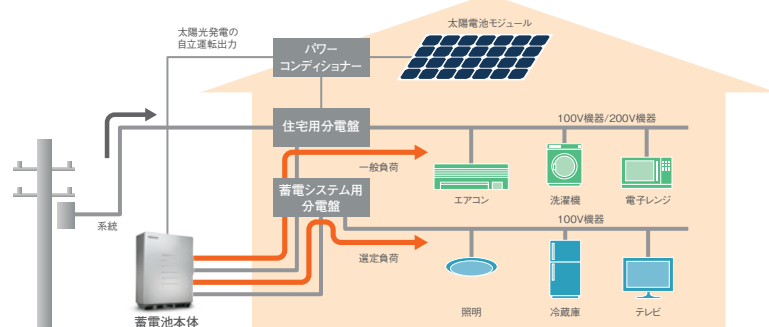 太陽光発電の
自立運転出力
パワー
コンディショナー
太陽電池モジュール
住宅用分電盤
100V機器/200V機器
一般負荷
エアコン
洗濯機
電子レンジ
蓄電システム用
分電盤
100V機器
系統
選定負荷
照明
冷蔵庫
テレビ
蓄電池本体